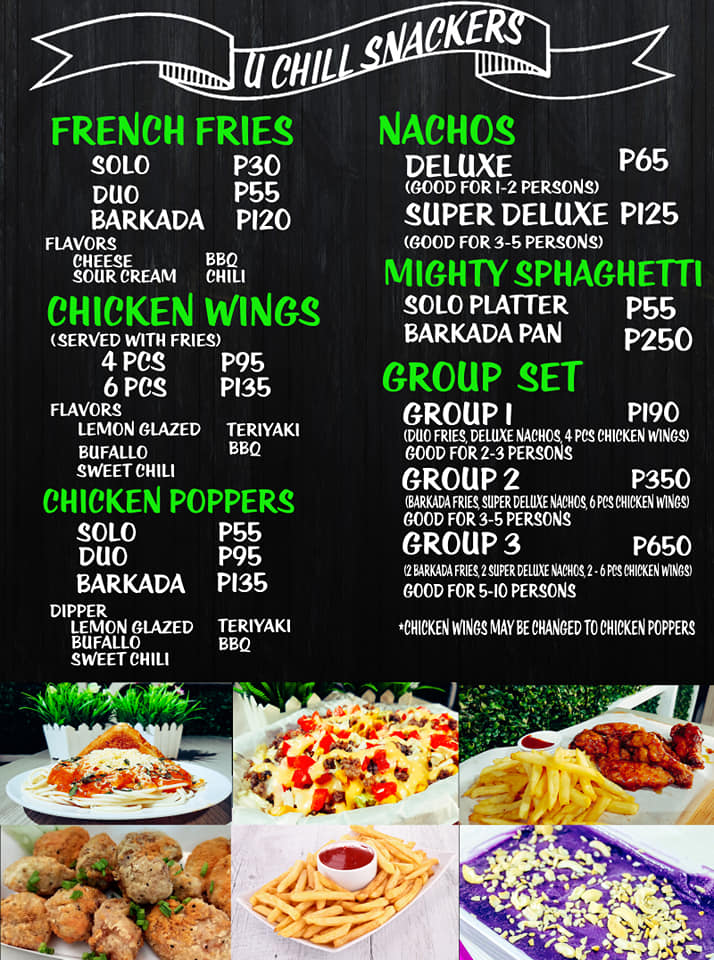 U CHILL SNACKERS
FRENCH FRIES
SOLO P30
DUO P55
BARKADA P120
FLAVORS
CHEESE BBQ
SOUR CREAM CHILI
CHICKEN WINGS
(SERVED WITH FRIES)
4 PCS P95
6 PCS P135
FLAVORS
LEMON GLAZED TERIYAKI
BUFALLO BBQ
SWEET CHILI
CHICKEN POPPERS
SOLO P55
DUO P95
BARKADA P135
DIPPER
LEMON GLAZED TERIYAKI
BUFALLO BBQ
SWEET CHILI
NACHOS
DELUXE P65
(GOOD FOR 1-2 PERSONS)
SUPER DELUXE P125
(GOOD FOR 3-5 PERSONS)
MIGHTY SPHAGHETTI
SOLO PLATTER P55
BARKADA PAN P250
GROUP SET
GROUP 1 P190
(DUO FRIES, DELUXE NACHOS, 4 PCS CHICKEN WINGS)
GOOD FOR 2-3 PERSONS
GROUP 2 P350
(BARKADA FRIES, SUPER DELUXE NACHOS, 6 PCS CHICKEN WINGS)
GOOD FOR 3-5 PERSONS
GROUP 3 P650
(2 BARKADA FRIES, 2 SUPER DELUXE NACHOS, 2 - 6 PCS CHICKEN WINGS)
GOOD FOR 5-10 PERSONS
*CHICKEN WINGS MAY BE CHANGED TO CHICKEN POPPERS